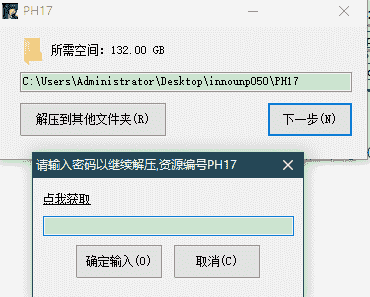 PH17
所需空间：132.00 GB
C:\Users\Administrator\Desktop\innounp050\PH17
解压到其他文件夹(R)
下一步(N)
请输入密码以继续解压,资源编号PH17
点我获取
确定输入(O)
取消(C)